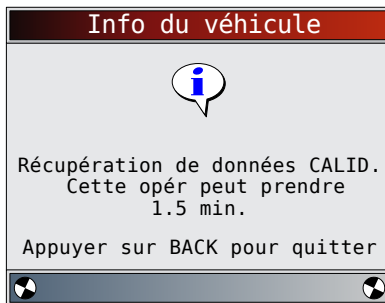 Info du véhicule
Récupération de données CALID.
Cette opér peut prendre
1.5 min.
Appuyer sur BACK pour quitter